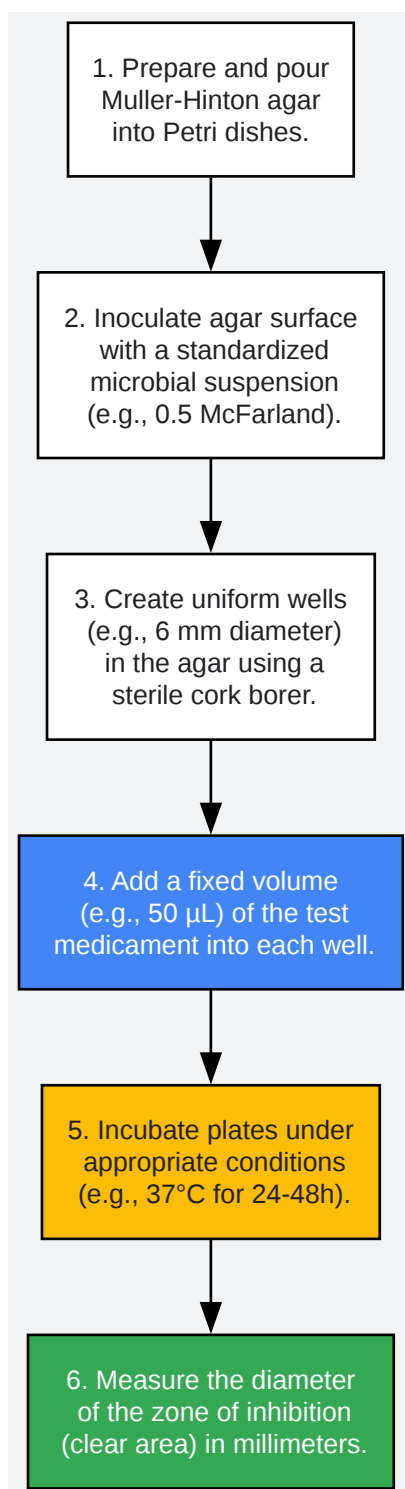 1. Prepare and pour
Muller-Hinton agar
into Petri dishes.
2. Inoculate agar surface
with a standardized
microbial suspension
(e.g., 0.5 McFarland).
3. Create uniform wells
(e.g., 6 mm diameter)
in the agar using a
sterile cork borer.
4. Add a fixed volume
(e.g., 50 µL) of the test
medicament into each well.
5. Incubate plates under
appropriate conditions
(e.g., 37°C for 24-48h).
6. Measure the diameter
of the zone of inhibition
(clear area) in millimeters.